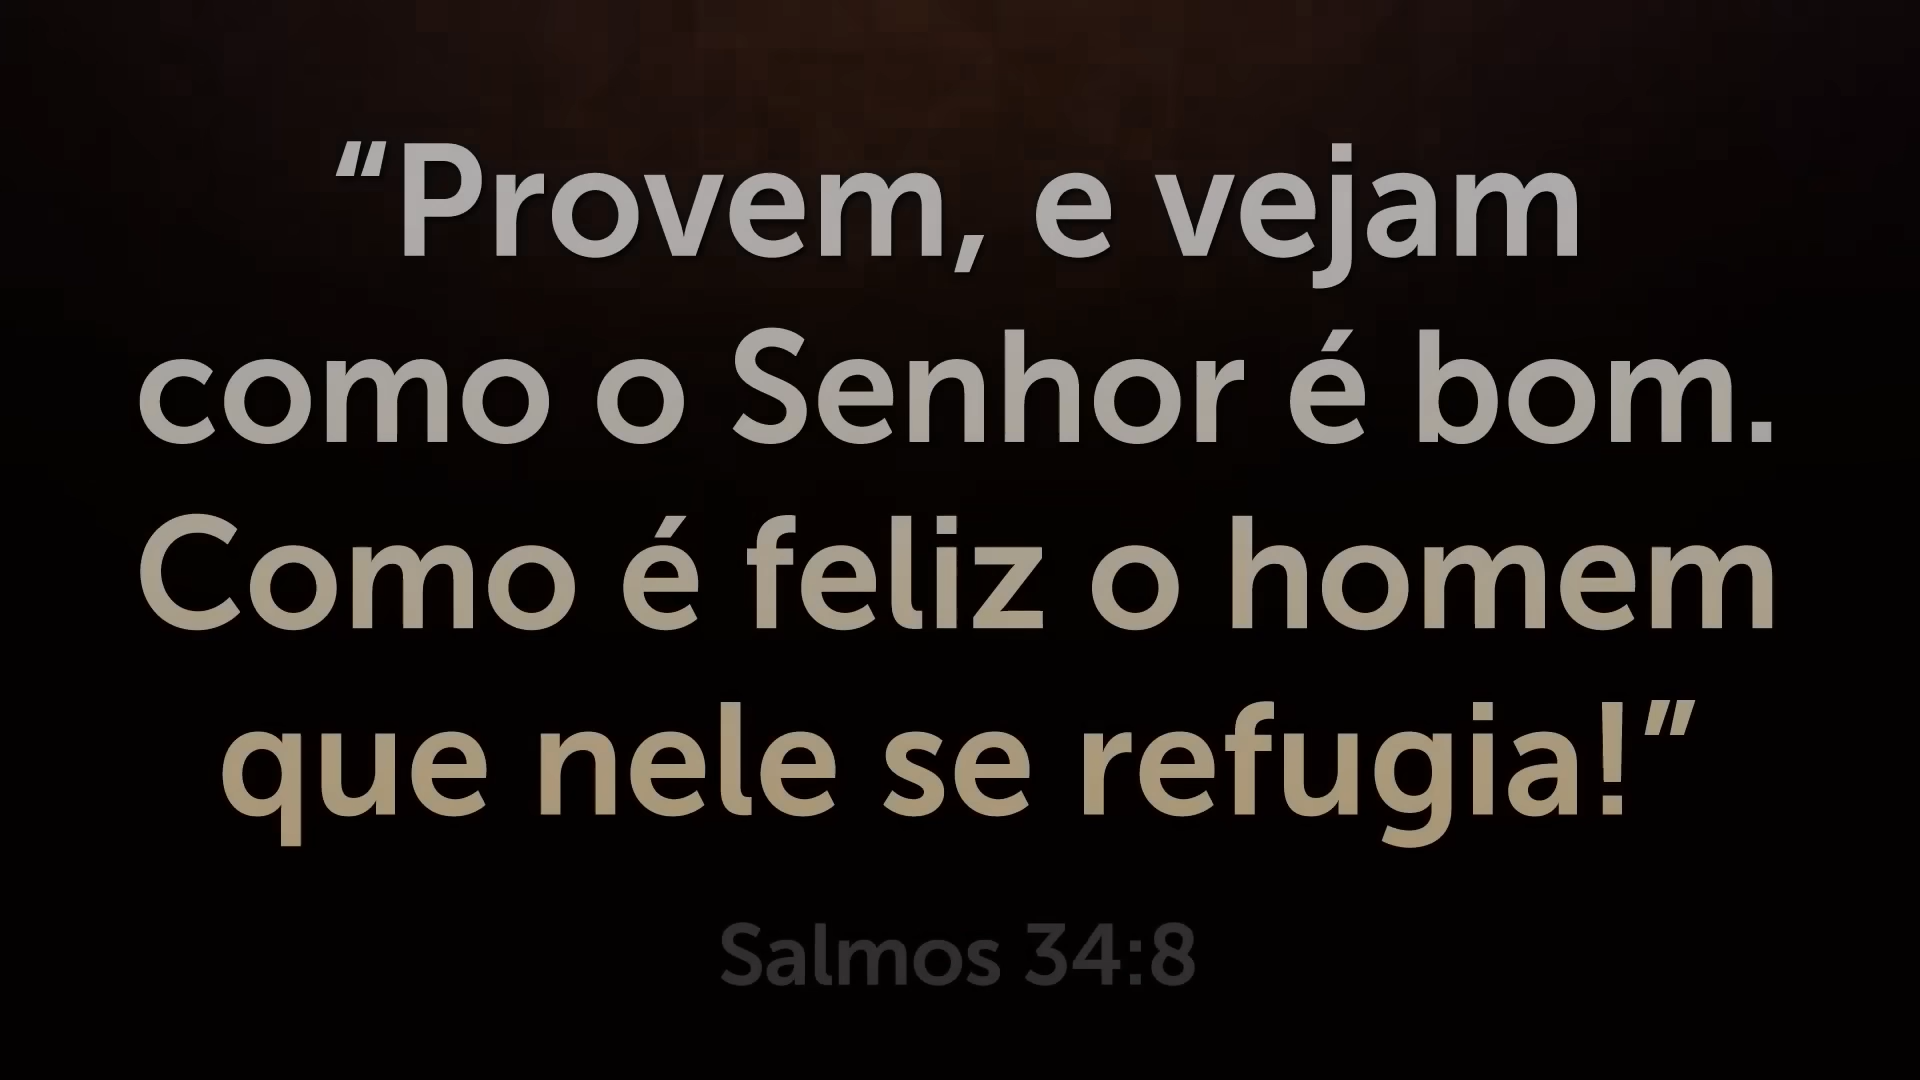 “Provem, e vejam
como o Senhor é bom.
Como é feliz o homem
que nele se refugia!”
Salmos 34:8